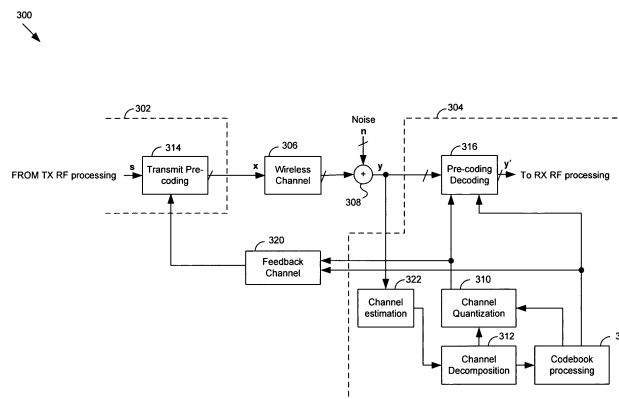 300
302
304
314
306
Noise
n
316
FROM TX RF processing
s
Transmit Pre-
coding
x
Wireless
Channel
+
y
308
Pre-coding
Decoding
y'
To RX RF processing
320
Feedback
Channel
322
310
Channel
estimation
Channel
Quantization
312
Channel
Decomposition
Codebook
processing